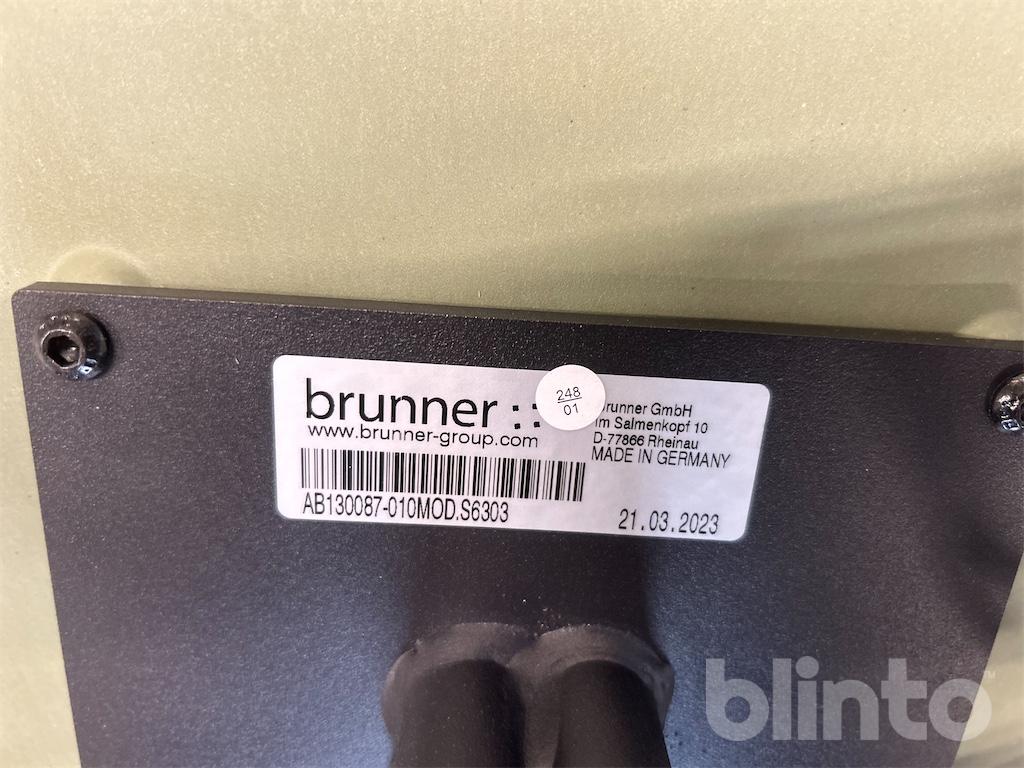 brunner ::
www.brunner-group.com
AB130087-010MOD.S6303
248
01
runner GmbH
Im Salmenkopf 10
D-77866 Rheinau
MADE IN GERMANY
21.03.2023
blinto™